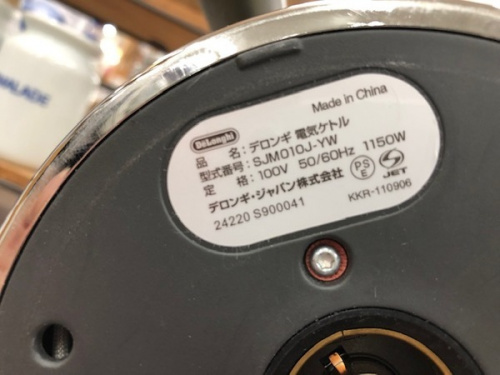 DeLonghi
Made in China
品 名：デロンギ 電気ケトル
型式番号：SJM010J-YW
定 格：100V 50/60Hz 1150W
デロンギ・ジャパン株式会社
PS
E
JET
24220 S900041
KKR-110906